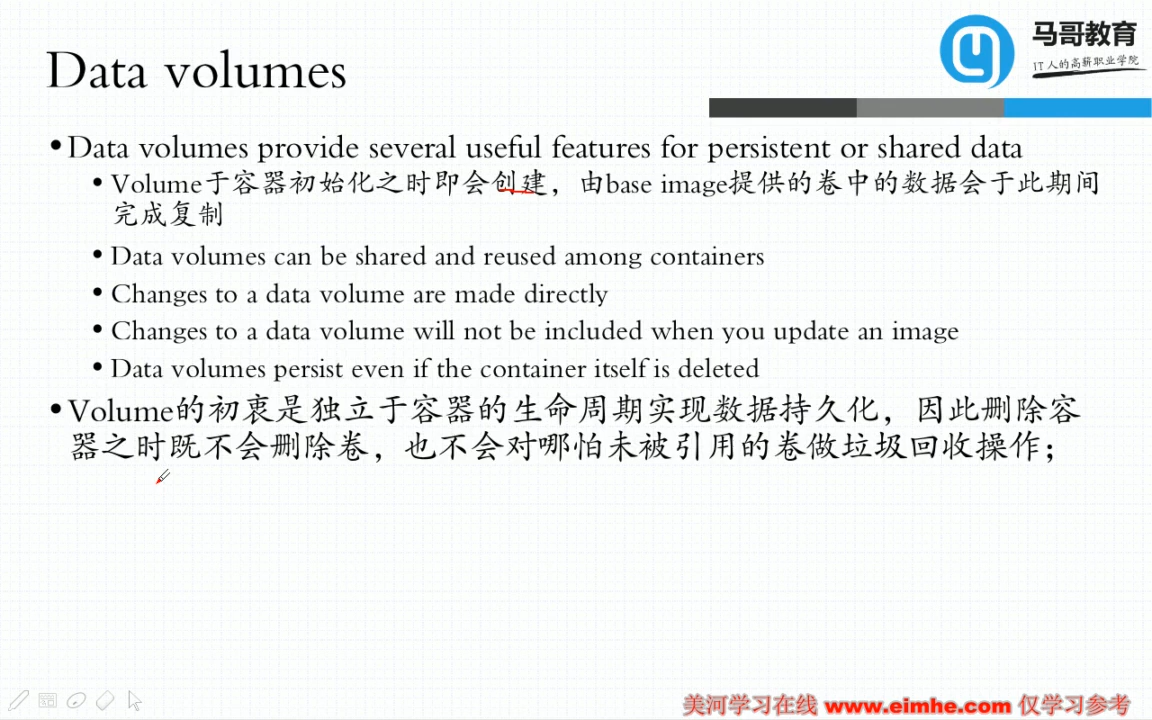 马哥教育
IT人的高薪职业学院
Data volumes
•Data volumes provide several useful features for persistent or shared data
•Volume于容器初始化之时即会创建，由base image提供的卷中的数据会于此期间
完成复制
•Data volumes can be shared and reused among containers
•Changes to a data volume are made directly
•Changes to a data volume will not be included when you update an image
•Data volumes persist even if the container itself is deleted
•Volume的初衷是独立于容器的生命周期实现数据持久化，因此删除容
器之时既不会删除卷，也不会对哪怕未被引用的卷做垃圾回收操作；
美河学习在线 www.eimhe.com 仅学习参考